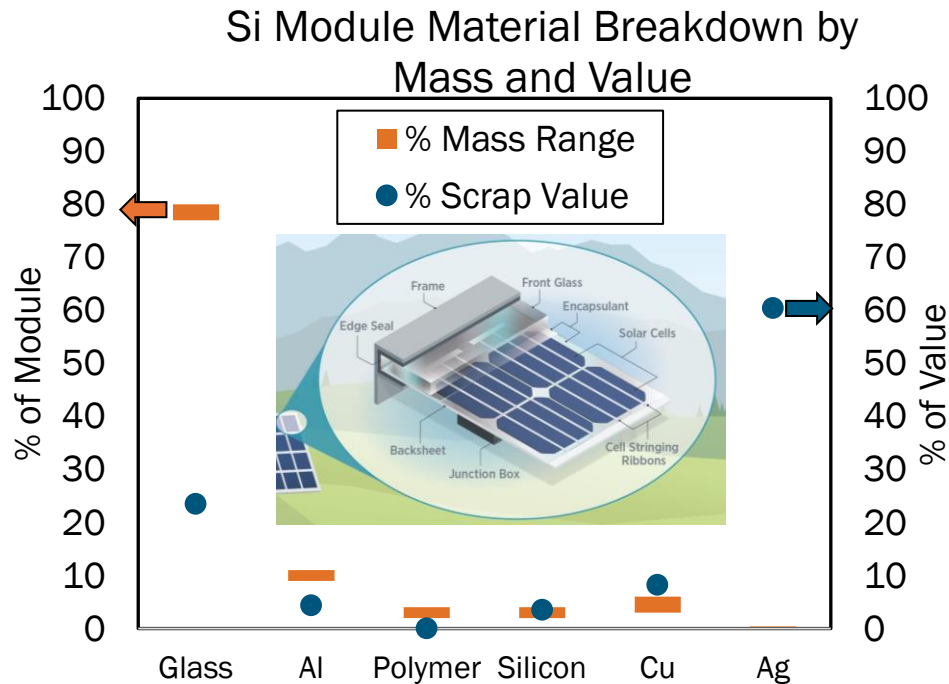 Si Module Material Breakdown by
Mass and Value
% Mass Range
% Scrap Value
% of Module
100
90
80
70
60
50
40
30
20
10
0
Frame
Front Glass
Encapsulant
Edge Seal
Solar Cells
Backsheet
Junction Box
Cell Stringing
Ribbons
100
90
80
70
60
50
40
30
20
10
0
% of Value
Glass Al Polymer Silicon Cu Ag